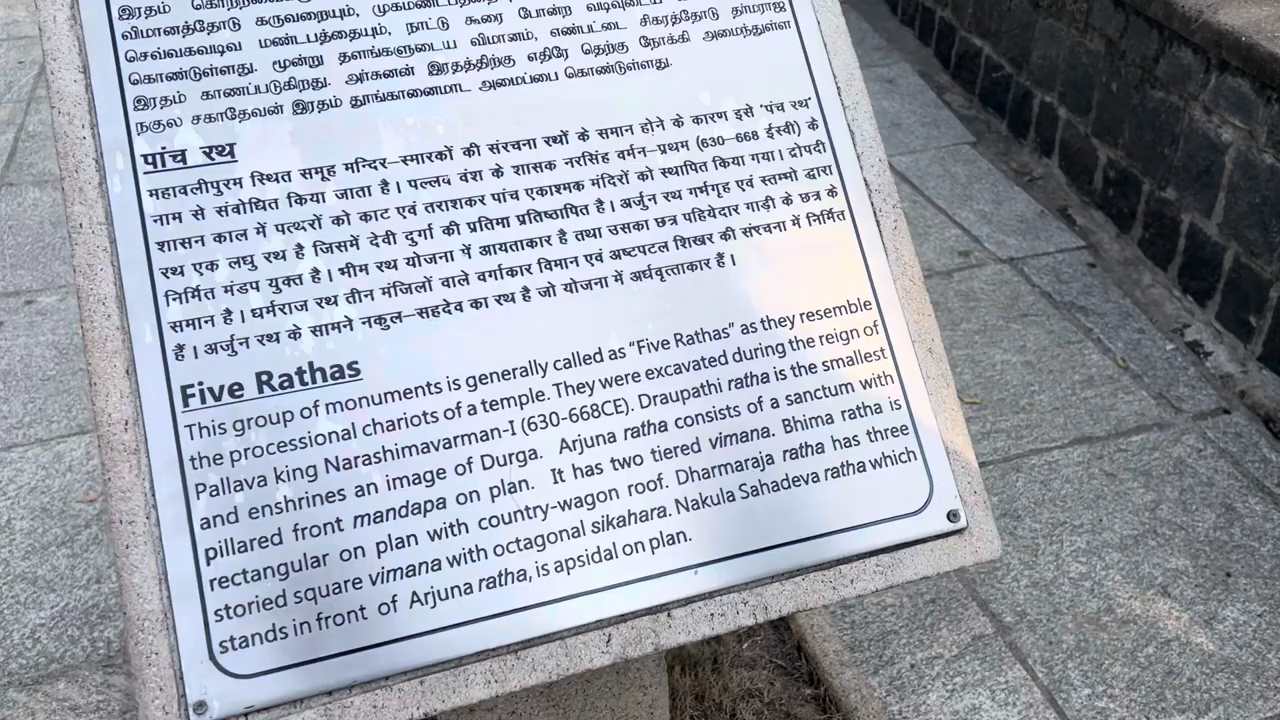 இரதம்
விமானத்தோடு கருவறையும், முகமண்டபத்தை
செவ்வகவடிவ மண்டபத்தையும், நாட்டு கூரை போன்ற வடிவுடைய
கொண்டுள்ளது. மூன்று தளங்களுடைய விமானம், எண்பட்டை சிகரத்தோடு தர்மராஜ
இரதம் காணப்படுகிறது. அர்சுனன் இரதத்திற்கு எதிரே தெற்கு நோக்கி அமைந்துள்ள
நகுல சகாதேவன் இரதம் தூங்கானைமாட அமைப்பை கொண்டுள்ளது.
पांच रथ
महावलीपुरम स्थित समूह मन्दिर–स्मारकों की संरचना रथों के समान होने के कारण इसे 'पंच रथ'
नाम से संवोधित किया जाता है। पल्लव वंश के शासक नरसिंह वर्मन–प्रथम (630–668 ईस्वी) के
शासन काल में पत्थरों को काट एवं तराशकर पांच एकाश्मक मंदिरों को स्थापित किया गया। द्रोपदी
रथ एक लघु रथ है जिसमें देवी दुर्गा की प्रतिमा प्रतिष्ठापित है। अर्जुन रथ गर्भगृह एवं स्तम्भो द्वारा
निर्मित मंडप युक्त है। भीम रथ योजना में आयताकार है तथा उसका छत्र पहियेदार गाड़ी के छत्र के
समान है। धर्मराज रथ तीन मंजिलों वाले वर्गाकार विमान एवं अष्टपटल शिखर की संरचना में निर्मित
हैं। अर्जुन रथ के सामने नकुल–सहदेव का रथ है जो योजना में अर्धवृत्ताकार हैं।
Five Rathas
This group of monuments is generally called as “Five Rathas” as they resemble
the processional chariots of a temple. They were excavated during the reign of
Pallava king Narashimavarman-I (630-668CE). Draupathi ratha is the smallest
and enshrines an image of Durga. Arjuna ratha consists of a sanctum with
pillared front mandapa on plan. It has two tiered vimana. Bhima ratha is
rectangular on plan with country-wagon roof. Dharmaraja ratha has three
storied square vimana with octagonal sikahara. Nakula Sahadeva ratha which
stands in front of Arjuna ratha, is apsidal on plan.